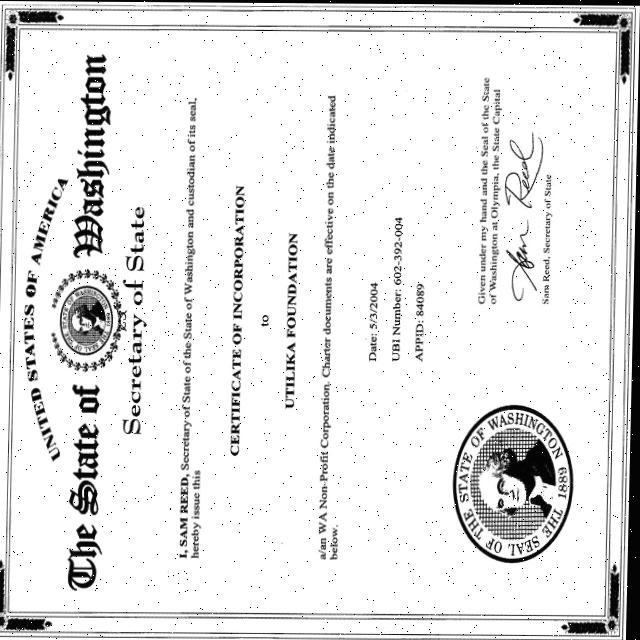 UNITED STATES OF AMERICA
The State of Washington
Secretary of State
I, SAM REED, Secretary of State of the State of Washington and custodian of its seal,
hereby issue this
CERTIFICATE OF INCORPORATION
to
UTILIKA FOUNDATION
a/an WA Non-Profit Corporation. Charter documents are effective on the date indicated
below.
Date: 5/3/2004
UBI Number: 602-392-004
APPID: 84089
Given under my hand and the Seal of the State
of Washington at Olympia, the State Capital
Sam Reed
Sam Reed, Secretary of State
THE SEAL OF THE STATE OF WASHINGTON
1889